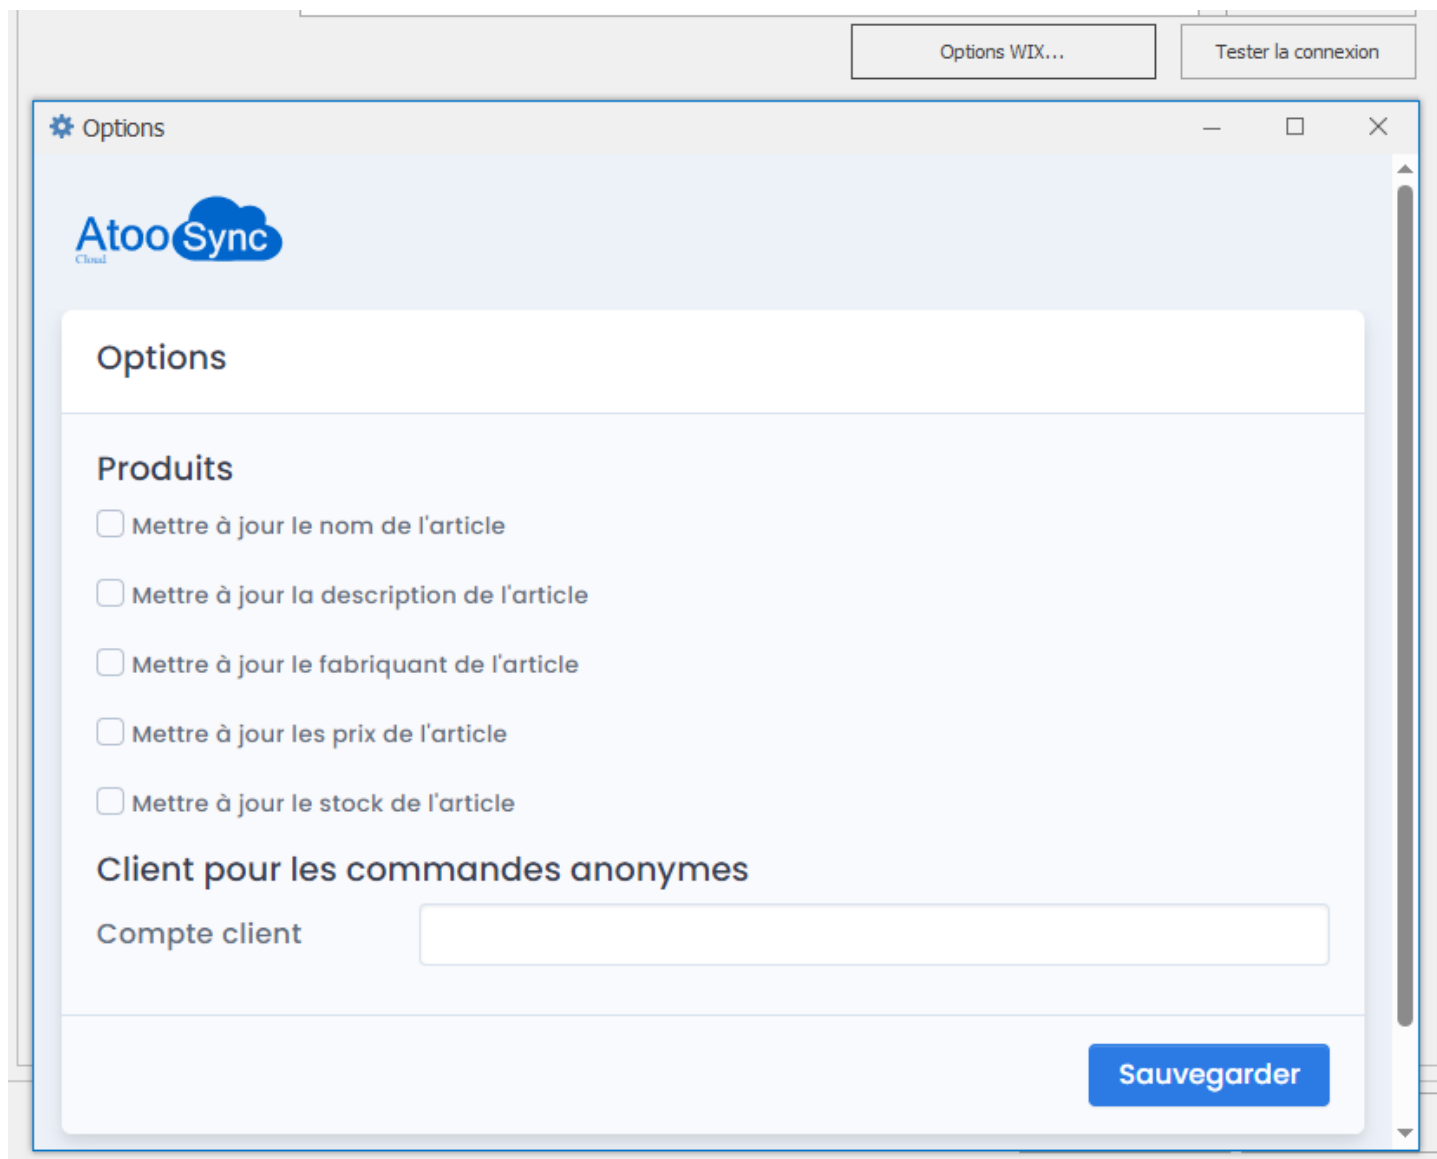 Options WIX...
Tester la connexion
Options
Atoo Sync
Cloud
Options
Produits
Mettre à jour le nom de l'article
Mettre à jour la description de l'article
Mettre à jour le fabriquant de l'article
Mettre à jour les prix de l'article
Mettre à jour le stock de l'article
Client pour les commandes anonymes
Compte client
Sauvegarder